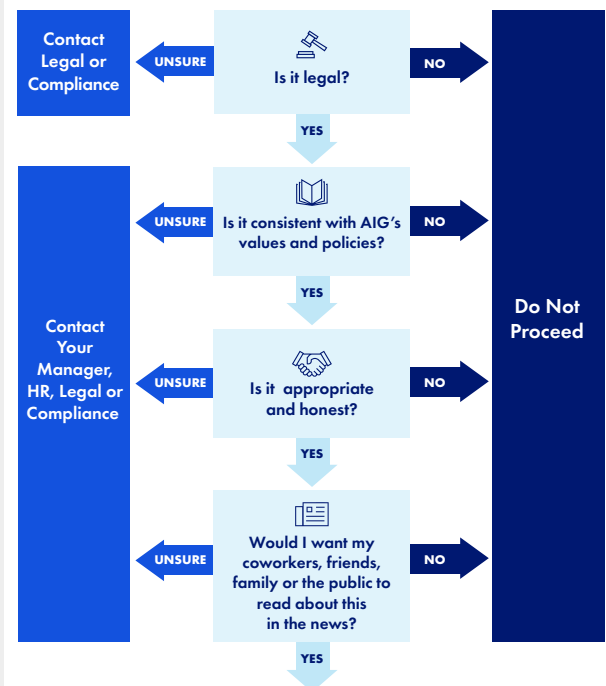 Contact
Legal or
Compliance
UNSURE
Is it legal?
NO
YES
UNSURE
Is it consistent with AIG's
values and policies?
NO
YES
Contact
Your
Manager,
HR, Legal or
Compliance
Do Not
Proceed
UNSURE
Is it appropriate
and honest?
NO
YES
UNSURE
Would I want my
coworkers, friends,
family or the public to
read about this
in the news?
NO
YES